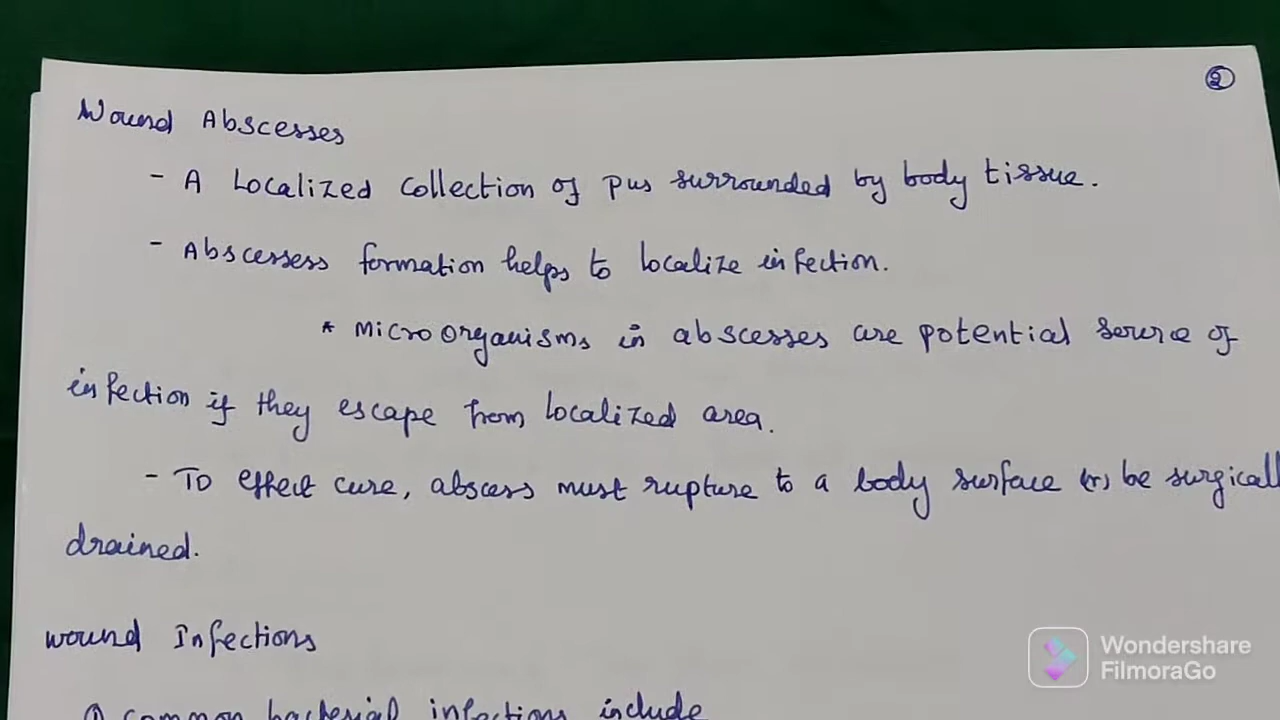 2
Wound Abscesses
- A Localized collection of pus surrounded by body tissue.
- Abscessess formation helps to localize infection.
* Microorganisms in abscesses are potential source of
infection if they escape from localized area.
- To effect cure, abscess must rupture to a body surface (or) be surgicall
drained.
wound Infections
common bacterial infections include
Wondershare
FilmoraGo